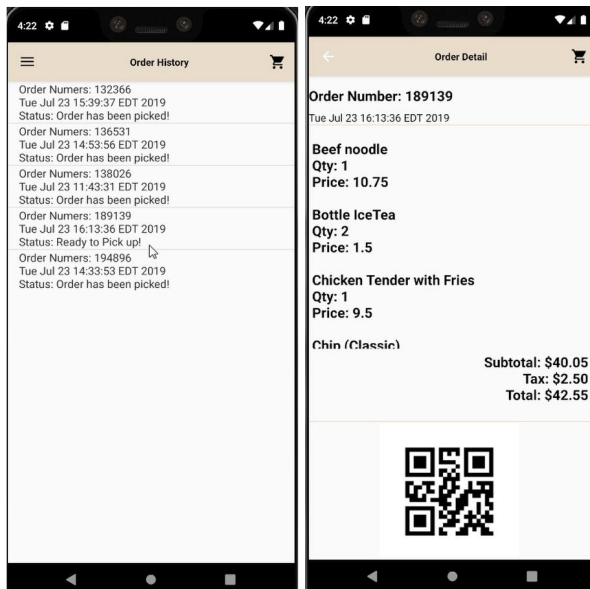 4:22
Order History
Order Numers: 132366
Tue Jul 23 15:39:37 EDT 2019
Status: Order has been picked!
Order Numers: 136531
Tue Jul 23 14:53:56 EDT 2019
Status: Order has been picked!
Order Numers: 138026
Tue Jul 23 11:43:31 EDT 2019
Status: Order has been picked!
Order Numers: 189139
Tue Jul 23 16:13:36 EDT 2019
Status: Ready to Pick up!
Order Numers: 194896
Tue Jul 23 14:33:53 EDT 2019
Status: Order has been picked!
4:22
Order Detail
Order Number: 189139
Tue Jul 23 16:13:36 EDT 2019
Beef noodle
Qty: 1
Price: 10.75
Bottle IceTea
Qty: 2
Price: 1.5
Chicken Tender with Fries
Qty: 1
Price: 9.5
Chip (Classic)
Subtotal: $40.05
Tax: $2.50
Total: $42.55